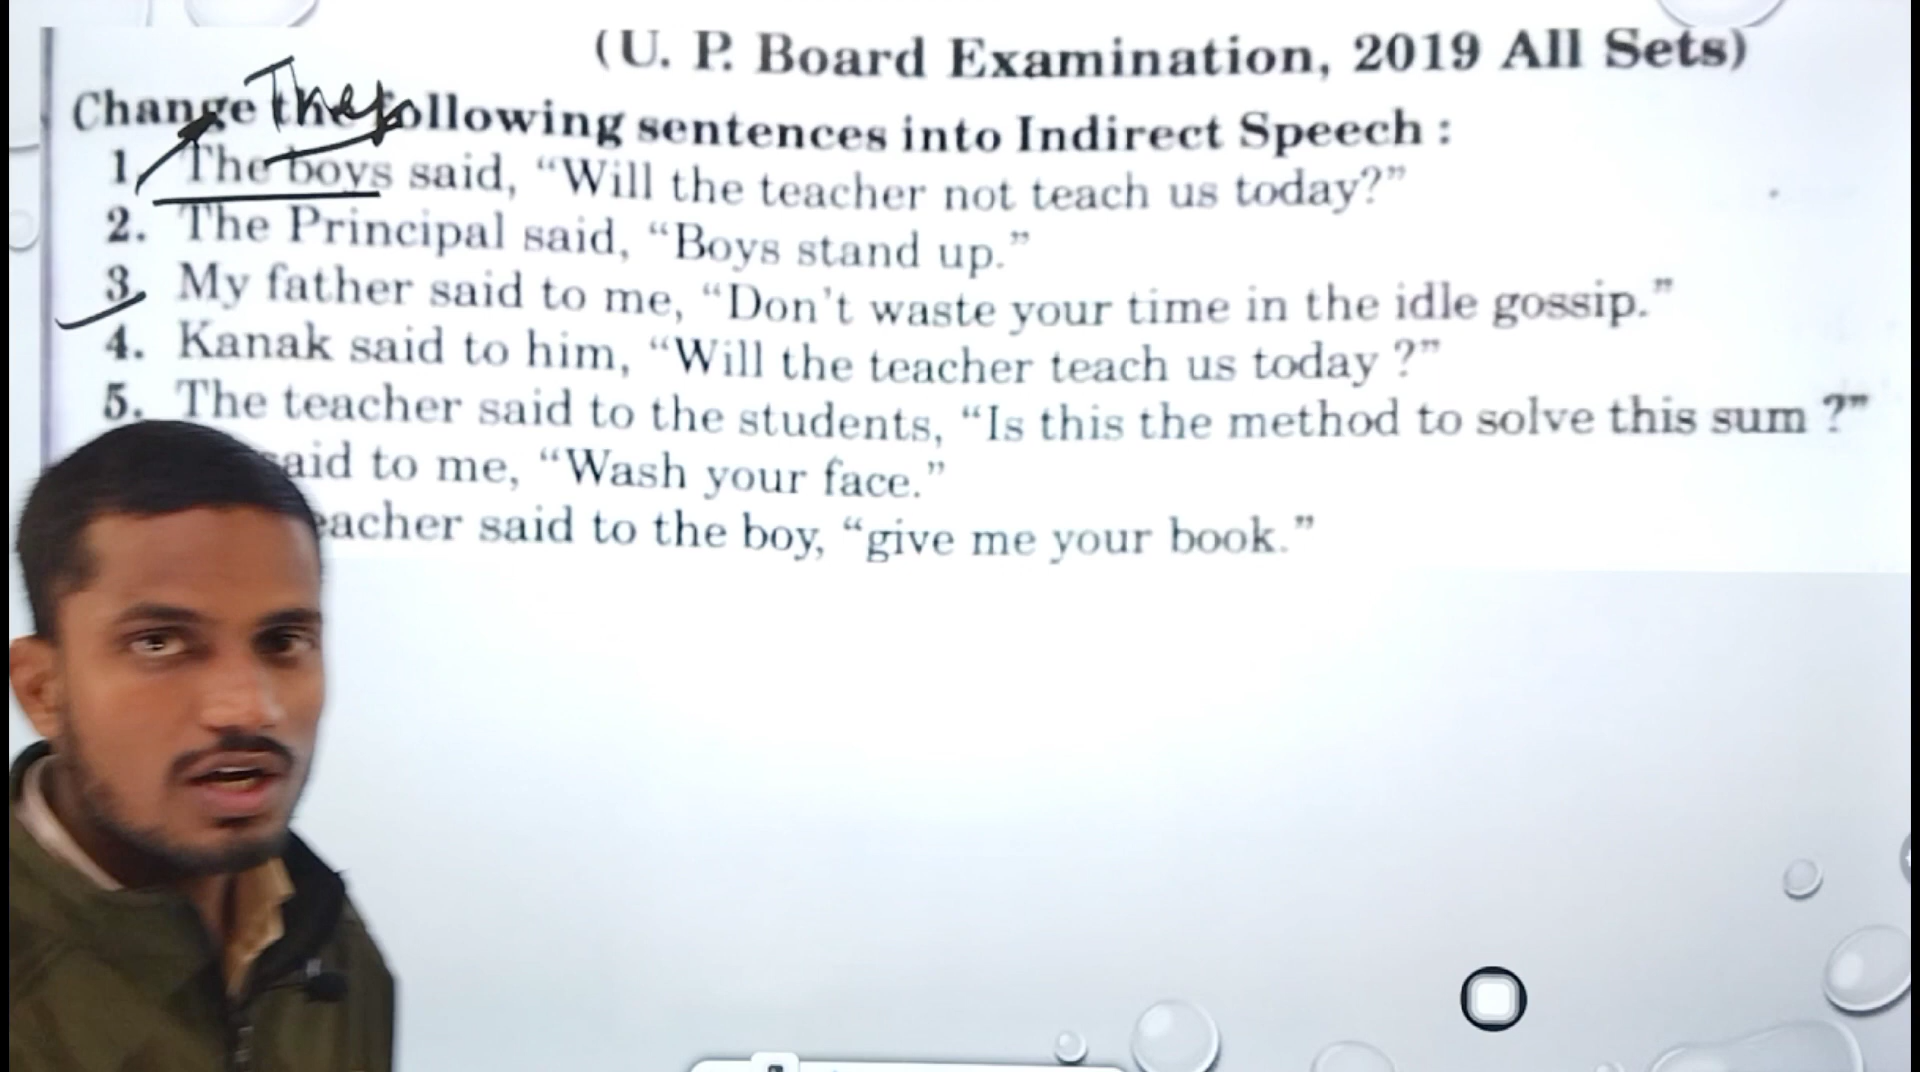 (U. P. Board Examination, 2019 All Sets)
Change the following sentences into Indirect Speech :
They
1. The boys said, “Will the teacher not teach us today?”
2. The Principal said, “Boys stand up.”
3. My father said to me, “Don't waste your time in the idle gossip.”
4. Kanak said to him, “Will the teacher teach us today ?”
5. The teacher said to the students, “Is this the method to solve this sum ?”
said to me, “Wash your face.”
eacher said to the boy, “give me your book.”